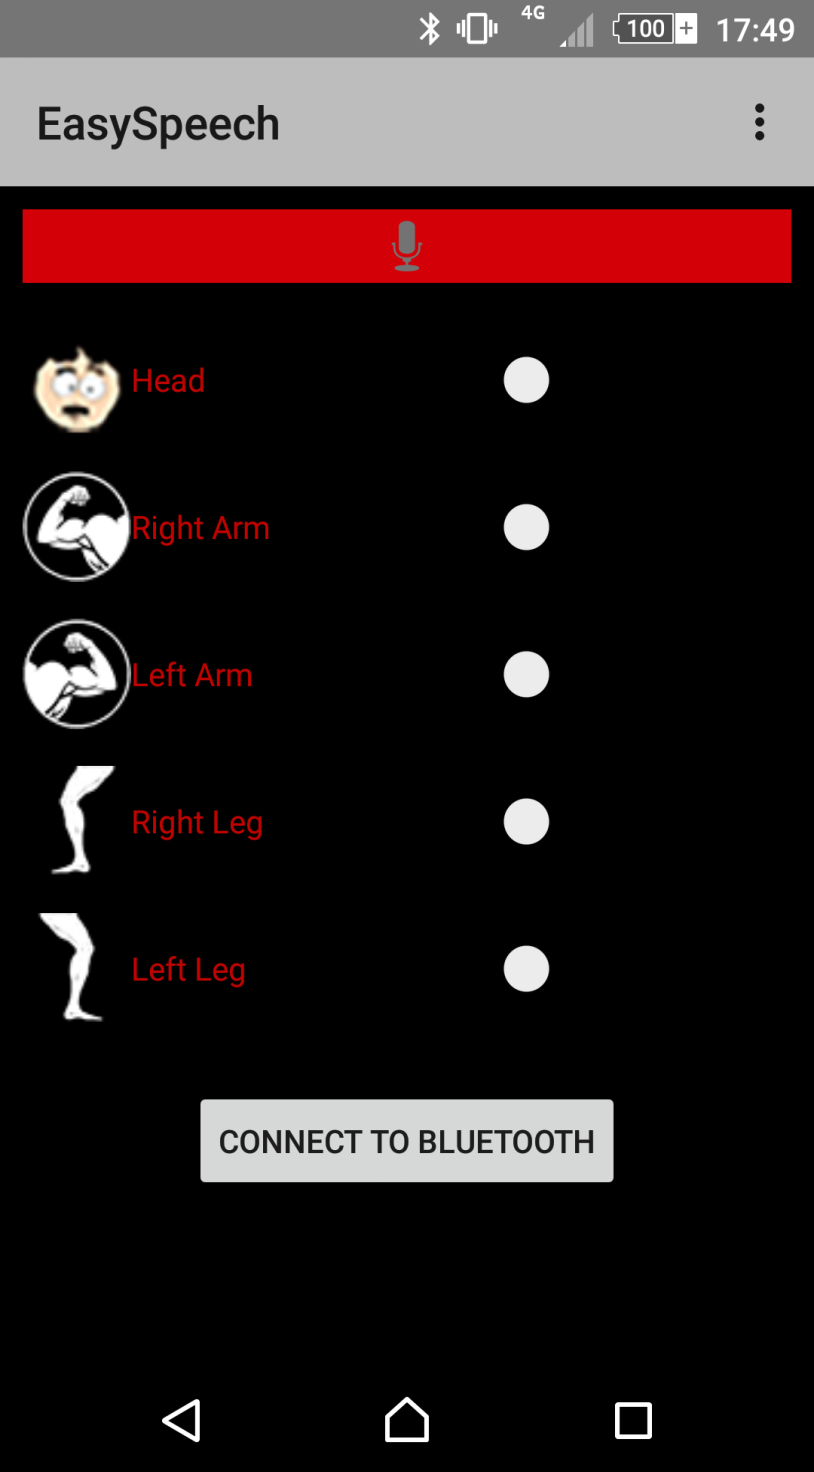 4G 100 17:49
EasySpeech
Head
Right Arm
Left Arm
Right Leg
Left Leg
CONNECT TO BLUETOOTH